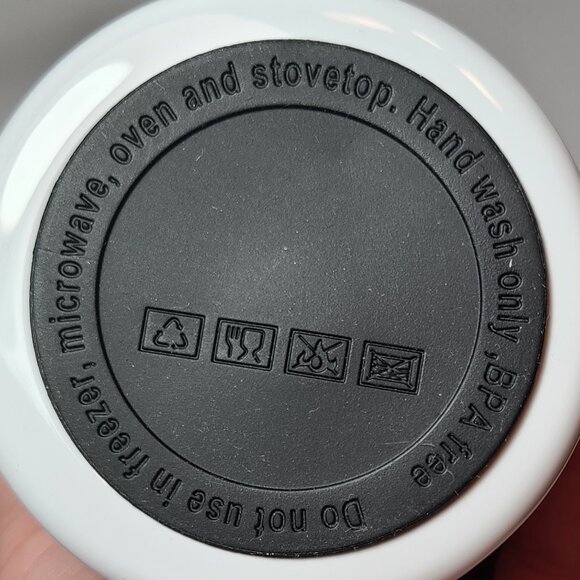 Do not use in freezer, microwave, oven and stovetop. Hand wash only ,BPA free